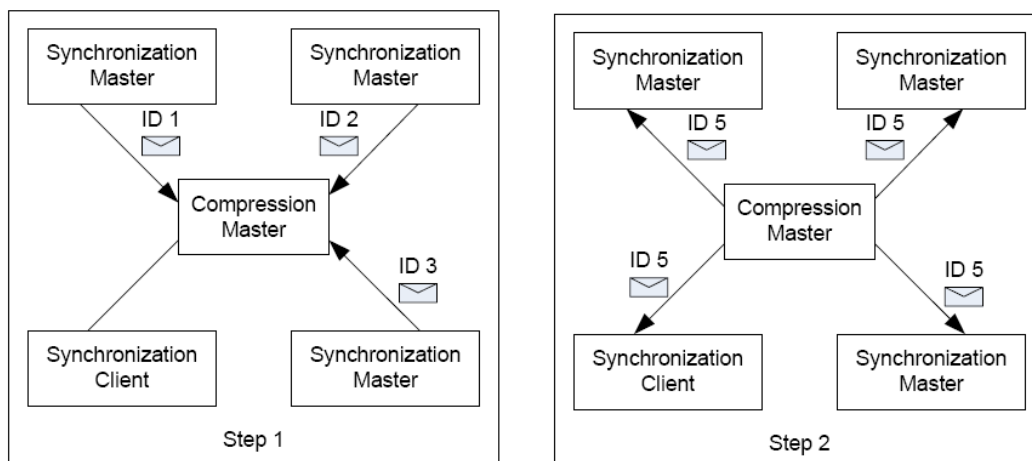 Synchronization
Master
Synchronization
Master
ID 1
ID 2
Compression
Master
ID 3
Synchronization
Client
Synchronization
Master
Step 1
Synchronization
Master
Synchronization
Master
ID 5
ID 5
Compression
Master
ID 5
ID 5
Synchronization
Client
Synchronization
Master
Step 2